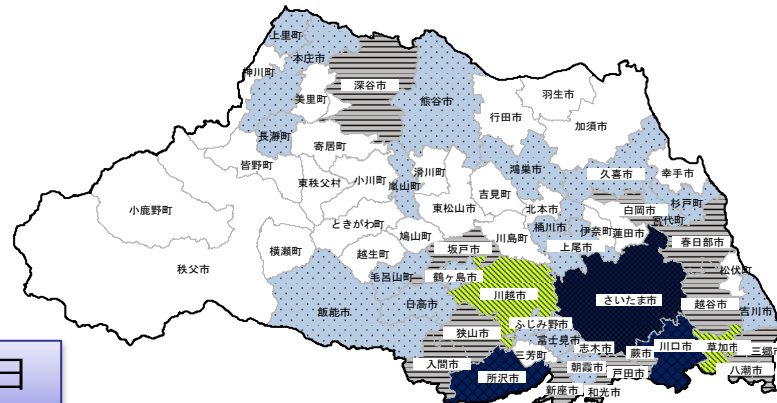 上里町
本庄市
神川町
美里町
深谷市
熊谷市
羽生市
行田市
加須市
長瀞町
寄居町
皆野町
東秩父村
小川町
嵐山町
滑川町
吉見町
鴻巣市
久喜市
幸手市
小鹿野町
東松山市
北本市
白岡市
杉戸町
宮代町
ときがわ町
鳩山町
川島町
桶川市
伊奈町
蓮田市
春日部市
秩父市
横瀬町
越生町
坂戸市
上尾市
松伏町
毛呂山町
鶴ヶ島市
川越市
さいたま市
越谷市
飯能市
日高市
吉川市
ふじみ野市
狭山市
富士見市
志木市
川口市
草加市
三郷市
三芳町
蕨市
入間市
所沢市
朝霞市
戸田市
八潮市
新座市
和光市
日